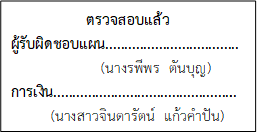 ตรวจสอบแล้ว
ผู้รับผิดชอบแผน...................................
(นางรพีพร ตันบุญ)
การเงิน................................................
(นางสาวจินดารัตน์ แก้วคำปัน)